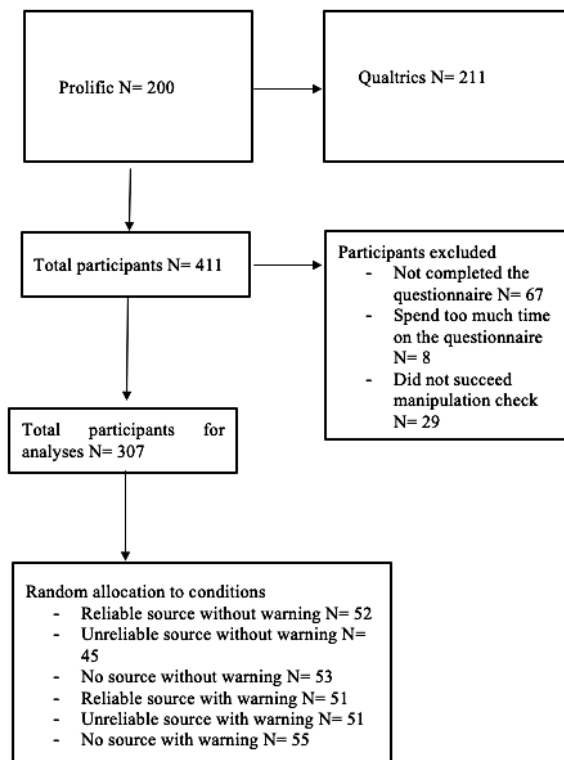 Prolific N= 200
Qualtrics N= 211
Total participants N= 411
Participants excluded
- Not completed the
questionnaire N= 67
- Spend too much time
on the questionnaire
N= 8
- Did not succeed
manipulation check
N= 29
Total participants for
analyses N= 307
Random allocation to conditions
- Reliable source without warning N= 52
- Unreliable source without warning N=
45
- No source without warning N= 53
- Reliable source with warning N= 51
- Unreliable source with warning N= 51
- No source with warning N= 55